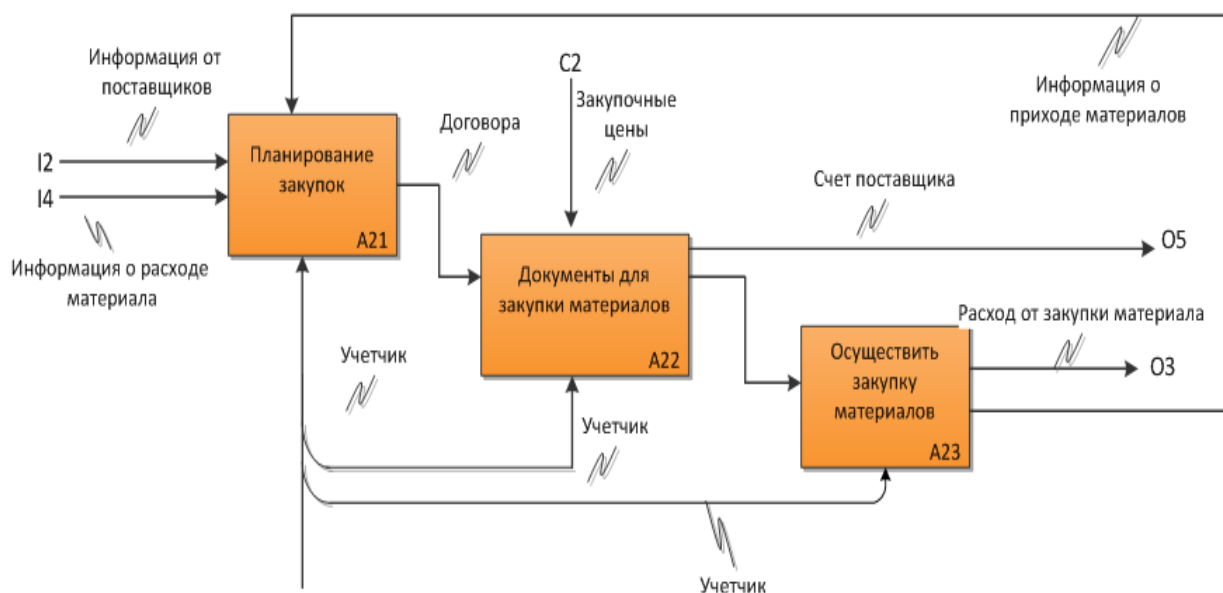 Информация от
поставщиков
I2
I4
Информация о расходе
материала
Планирование
закупок
A21
Договора
C2
Закупочные
цены
Информация о
приходе материалов
Счет поставщика
O5
Документы для
закупки материалов
A22
Расход от закупки материала
O3
Осуществить
закупку
материалов
A23
Учетчик
Учетчик
Учетчик